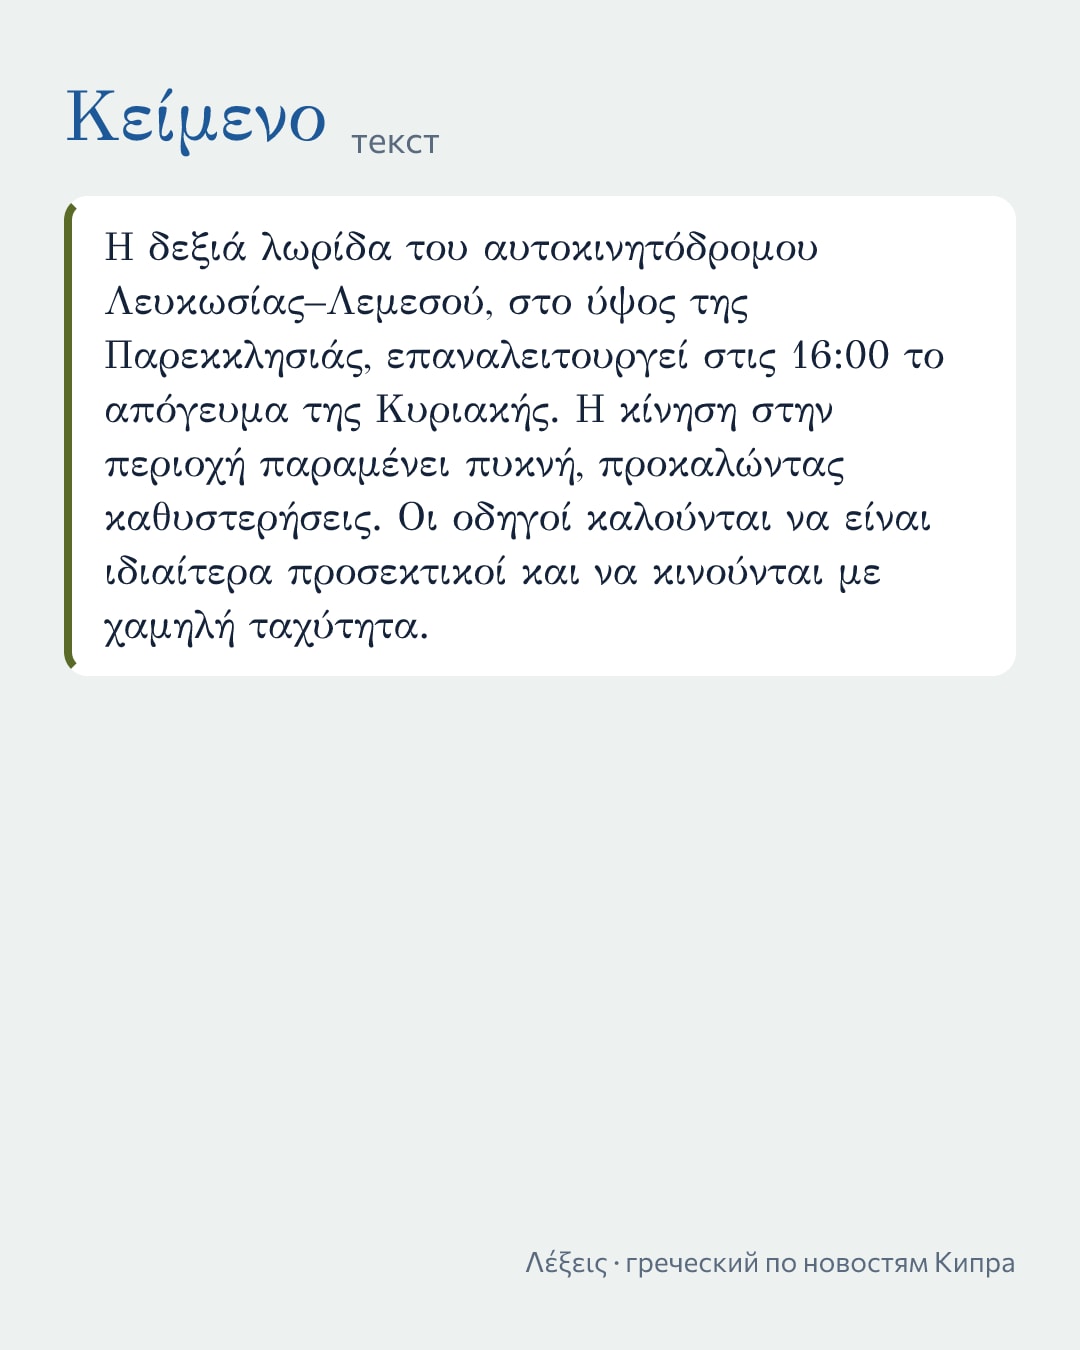 Κείμενο текст
Η δεξιά λωρίδα του αυτοκινητόδρομου
Λευκωσίας–Λεμεσού, στο ύψος της
Παρεκκλησιάς, επαναλειτουργεί στις 16:00 το
απόγευμα της Κυριακής. Η κίνηση στην
περιοχή παραμένει πυκνή, προκαλώντας
καθυστερήσεις. Οι οδηγοί καλούνται να είναι
ιδιαίτερα προσεκτικοί και να κινούνται με
χαμηλή ταχύτητα.
Λέξεις · греческий по новостям Кипра